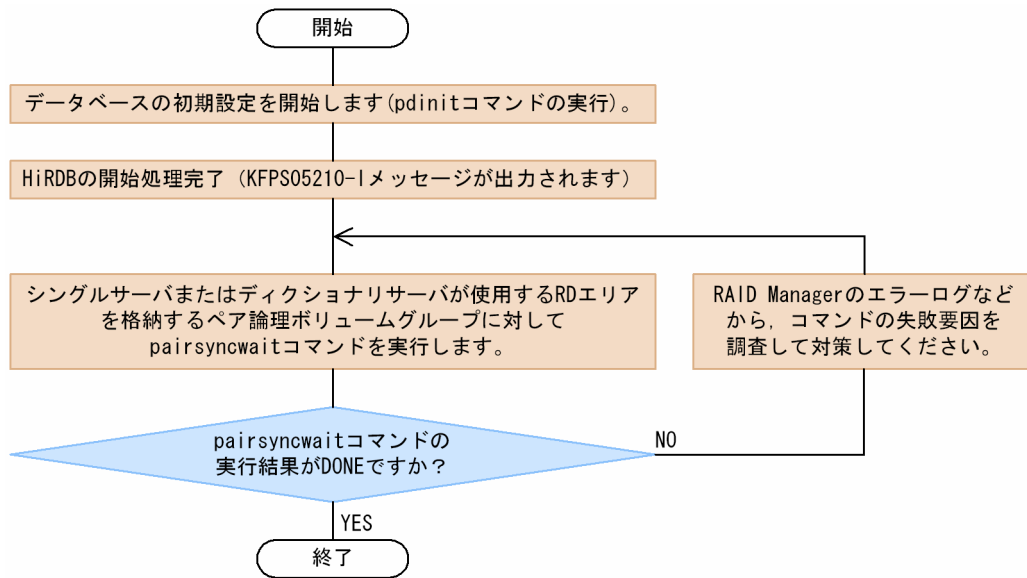 開始
データベースの初期設定を開始します(pdinitコマンドの実行)。
HiRDBの開始処理完了（KFPS05210-Iメッセージが出力されます）
シングルサーバまたはディクショナリサーバが使用するRDエリア
を格納するペア論理ボリュームグループに対して
pairsyncwaitコマンドを実行します。
RAID Managerのエラーログなど
から，コマンドの失敗要因を
調査して対策してください。
pairsyncwaitコマンドの
実行結果がDONEですか？
NO
YES
終了